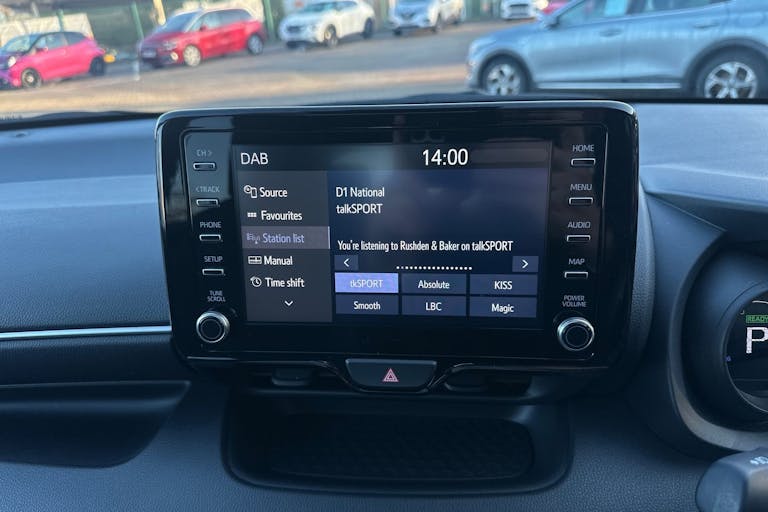 DAB
14:00
CH >
< TRACK
PHONE
SETUP
TUNE
SCROLL
Source
Favourites
Station list
Manual
Time shift
D1 National
talkSPORT
You're listening to Rushden & Baker on talkSPORT
tkSPORT
Absolute
KISS
Smooth
LBC
Magic
HOME
MENU
AUDIO
MAP
POWER
VOLUME
READY
P